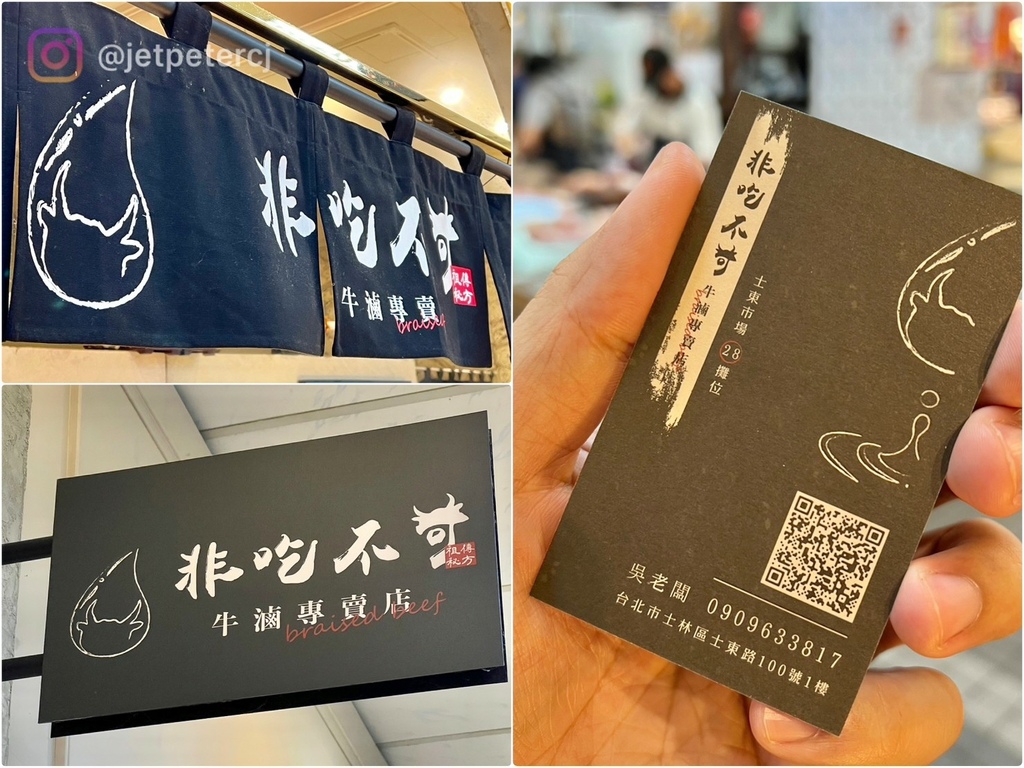 @jetpetercj
非吃不可
牛滷專賣
祖傳
秘方
braised
非吃不可
祖傳
秘方
牛滷專賣店
braised beef
非吃不可
牛滷專賣店
士東市場28攤位
吳老闆 0909633817
台北市士林區士東路100號1樓